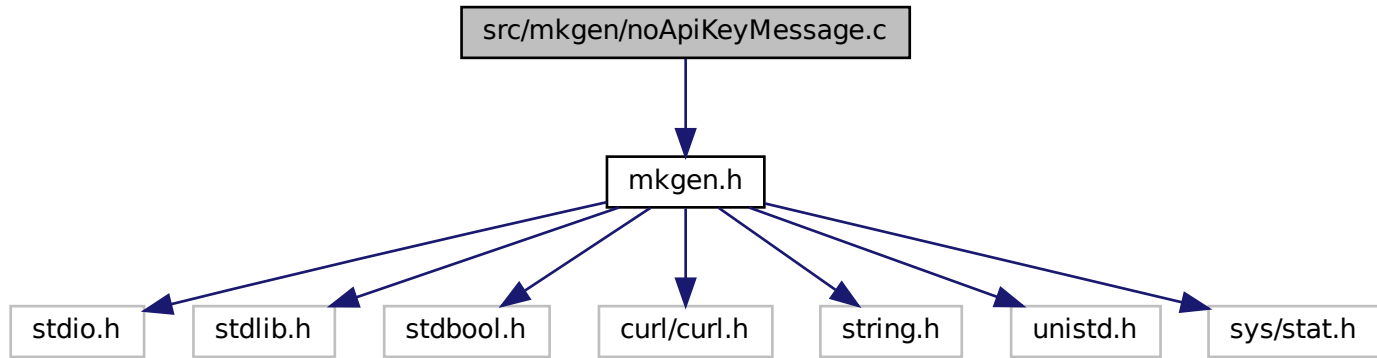 src/mkgen/noApiKeyMessage.c
mkgen.h
stdio.h
stdlib.h
stdbool.h
curl/curl.h
string.h
unistd.h
sys/stat.h